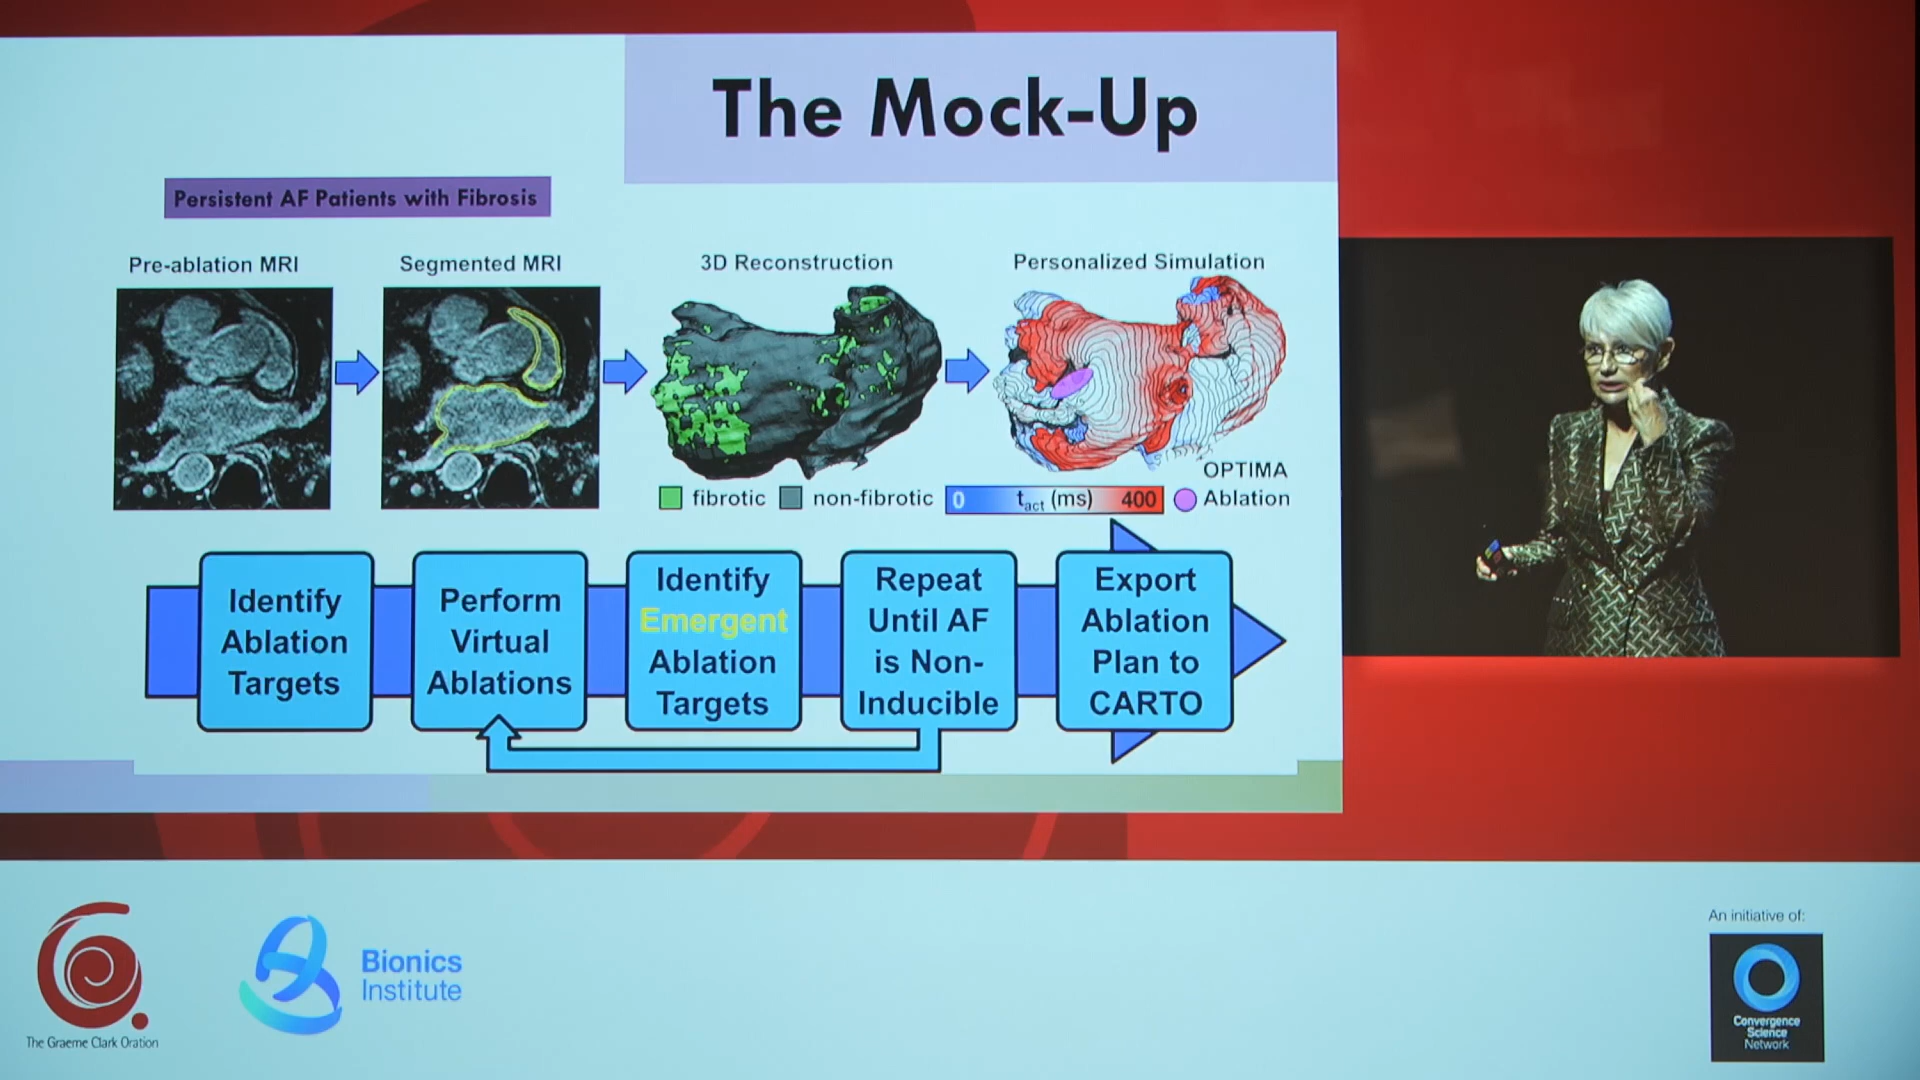 The Mock-Up
Persistent AF Patients with Fibrosis
Pre-ablation MRI
Segmented MRI
3D Reconstruction
Personalized Simulation
fibrotic
non-fibrotic
0 tact (ms) 400
OPTIMA
Ablation
Identify
Ablation
Targets
Perform
Virtual
Ablations
Identify
Emergent
Ablation
Targets
Repeat
Until AF
is Non-
Inducible
Export
Ablation
Plan to
CARTO
The Graeme Clark Oration
Bionics
Institute
An initiative of:
Convergence
Science
Network